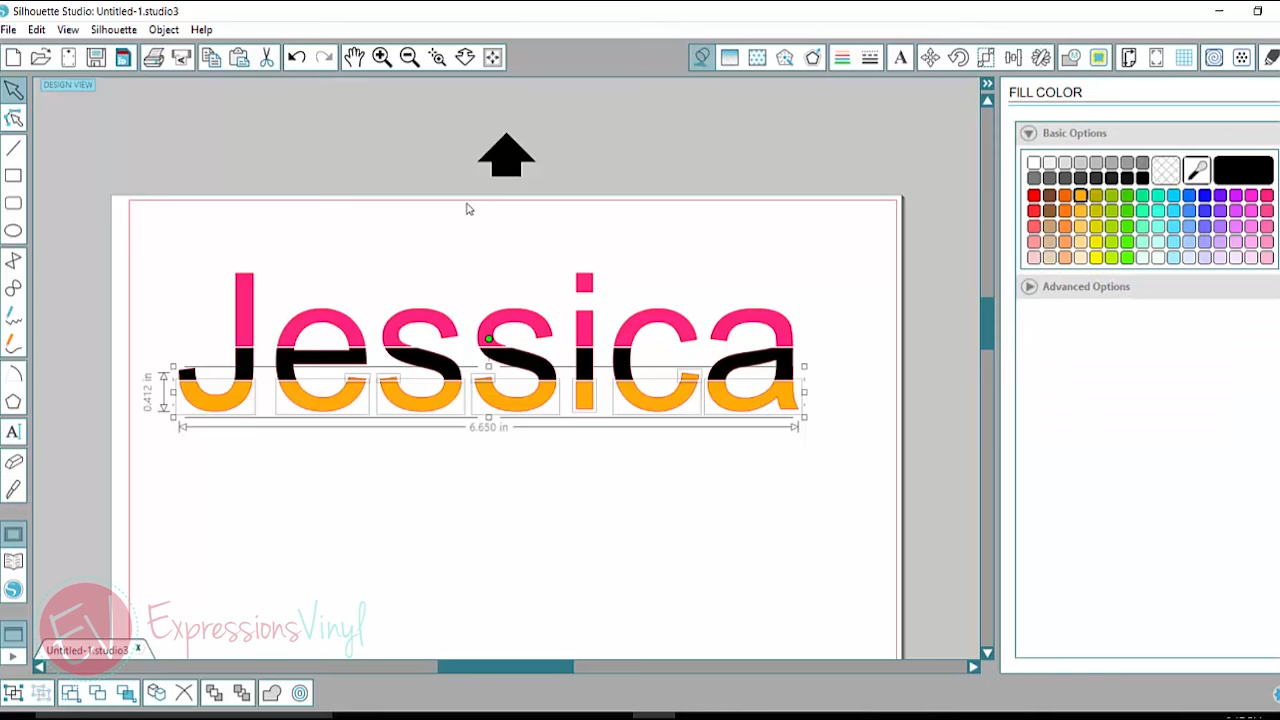 Silhouette Studio: Untitled-1.studio3
File Edit View Silhouette Object Help
DESIGN VIEW
FILL COLOR
Basic Options
Advanced Options
Jessica
0.412 in
6.650 in
EV ExpressionsVinyl
Untitled-1.studio3